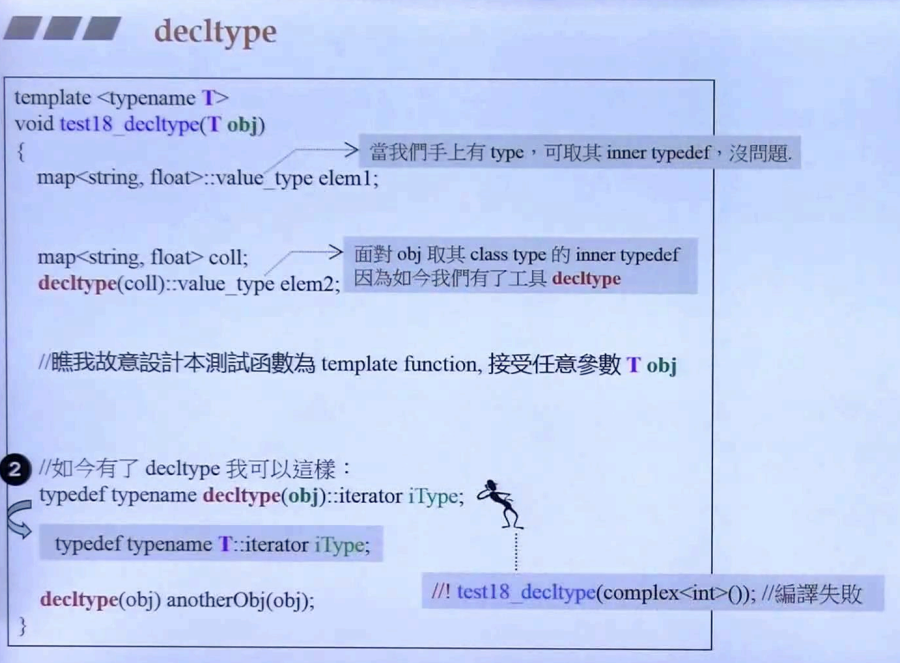 decltype
template <typename T>
void test18_decltype(T obj)
{
當我們手上有 type，可取其 inner typedef，沒問題.
map<string, float>::value_type elem1;
map<string, float> coll;
decltype(coll)::value_type elem2;
面對 obj 取其 class type 的 inner typedef
因為如今我們有了工具 decltype
//瞧我故意設計本測試函數為 template function, 接受任意參數 T obj
2 //如今有了 decltype 我可以這樣：
typedef typename decltype(obj)::iterator iType;
typedef typename T::iterator iType;
decltype(obj) anotherObj(obj);
//! test18_decltype(complex<int>()); //編譯失敗
}